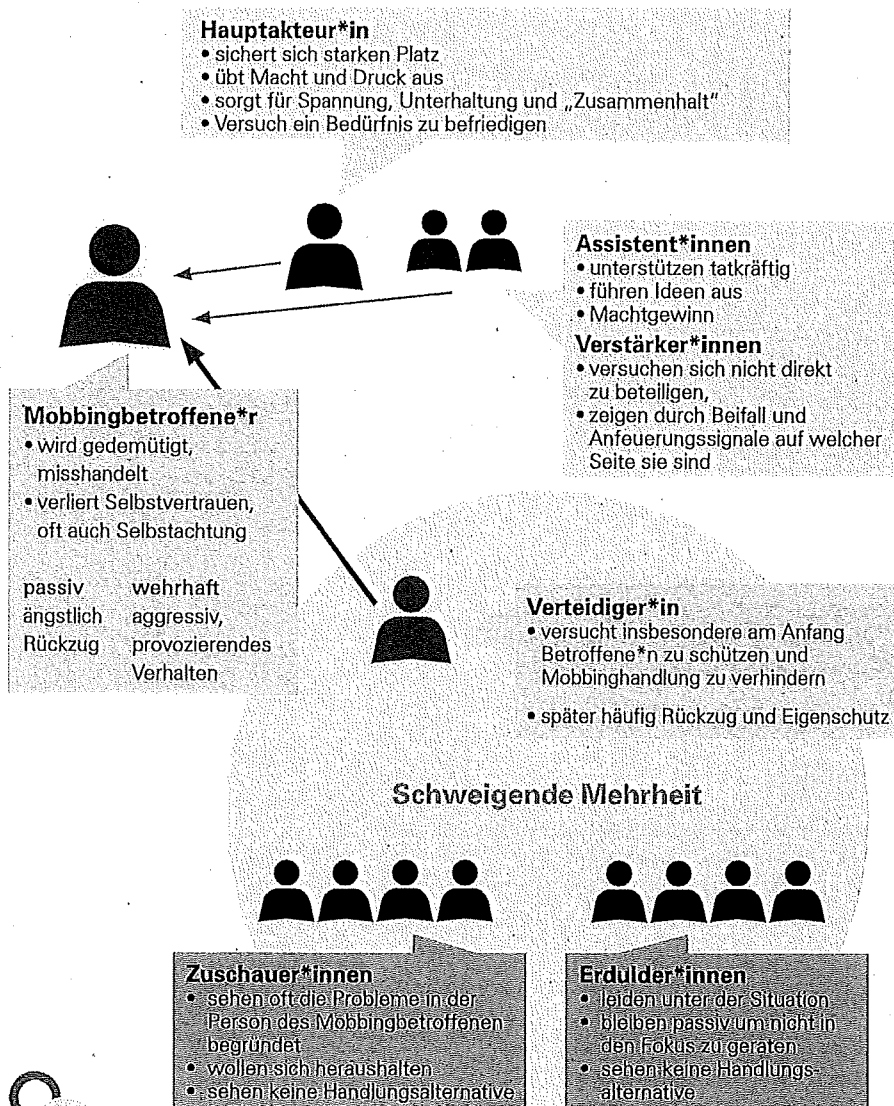 Hauptakteur*in
• sichert sich starken Platz
• übt Macht und Druck aus
• sorgt für Spannung, Unterhaltung und „Zusammenhalt“
• Versuch ein Bedürfnis zu befriedigen
Assistent*innen
• unterstützen tatkräftig
• führen Ideen aus
• Machtgewinn
Verstärker*innen
• versuchen sich nicht direkt
zu beteiligen,
• zeigen durch Beifall und
Anfeuerungssignale auf welcher
Seite sie sind
Mobbingbetroffene*r
• wird gedemütigt,
misshandelt
• verliert Selbstvertrauen,
oft auch Selbstachtung
passiv wehrhaft
ängstlich aggressiv,
Rückzug provozierendes
Verhalten
Verteidiger*in
• versucht insbesondere am Anfang
Betroffene*n zu schützen und
Mobbinghandlung zu verhindern
• später häufig Rückzug und Eigenschutz
Schweigende Mehrheit
Zuschauer*innen
• sehen oft die Probleme in der
Person des Mobbingbetroffenen
begründet
• wollen sich heraushalten
• sehen keine Handlungsalternative
Erdulder*innen
• leiden unter der Situation
• bleiben passiv um nicht in
den Fokus zu geraten
• sehen keine Handlungs-
alternative